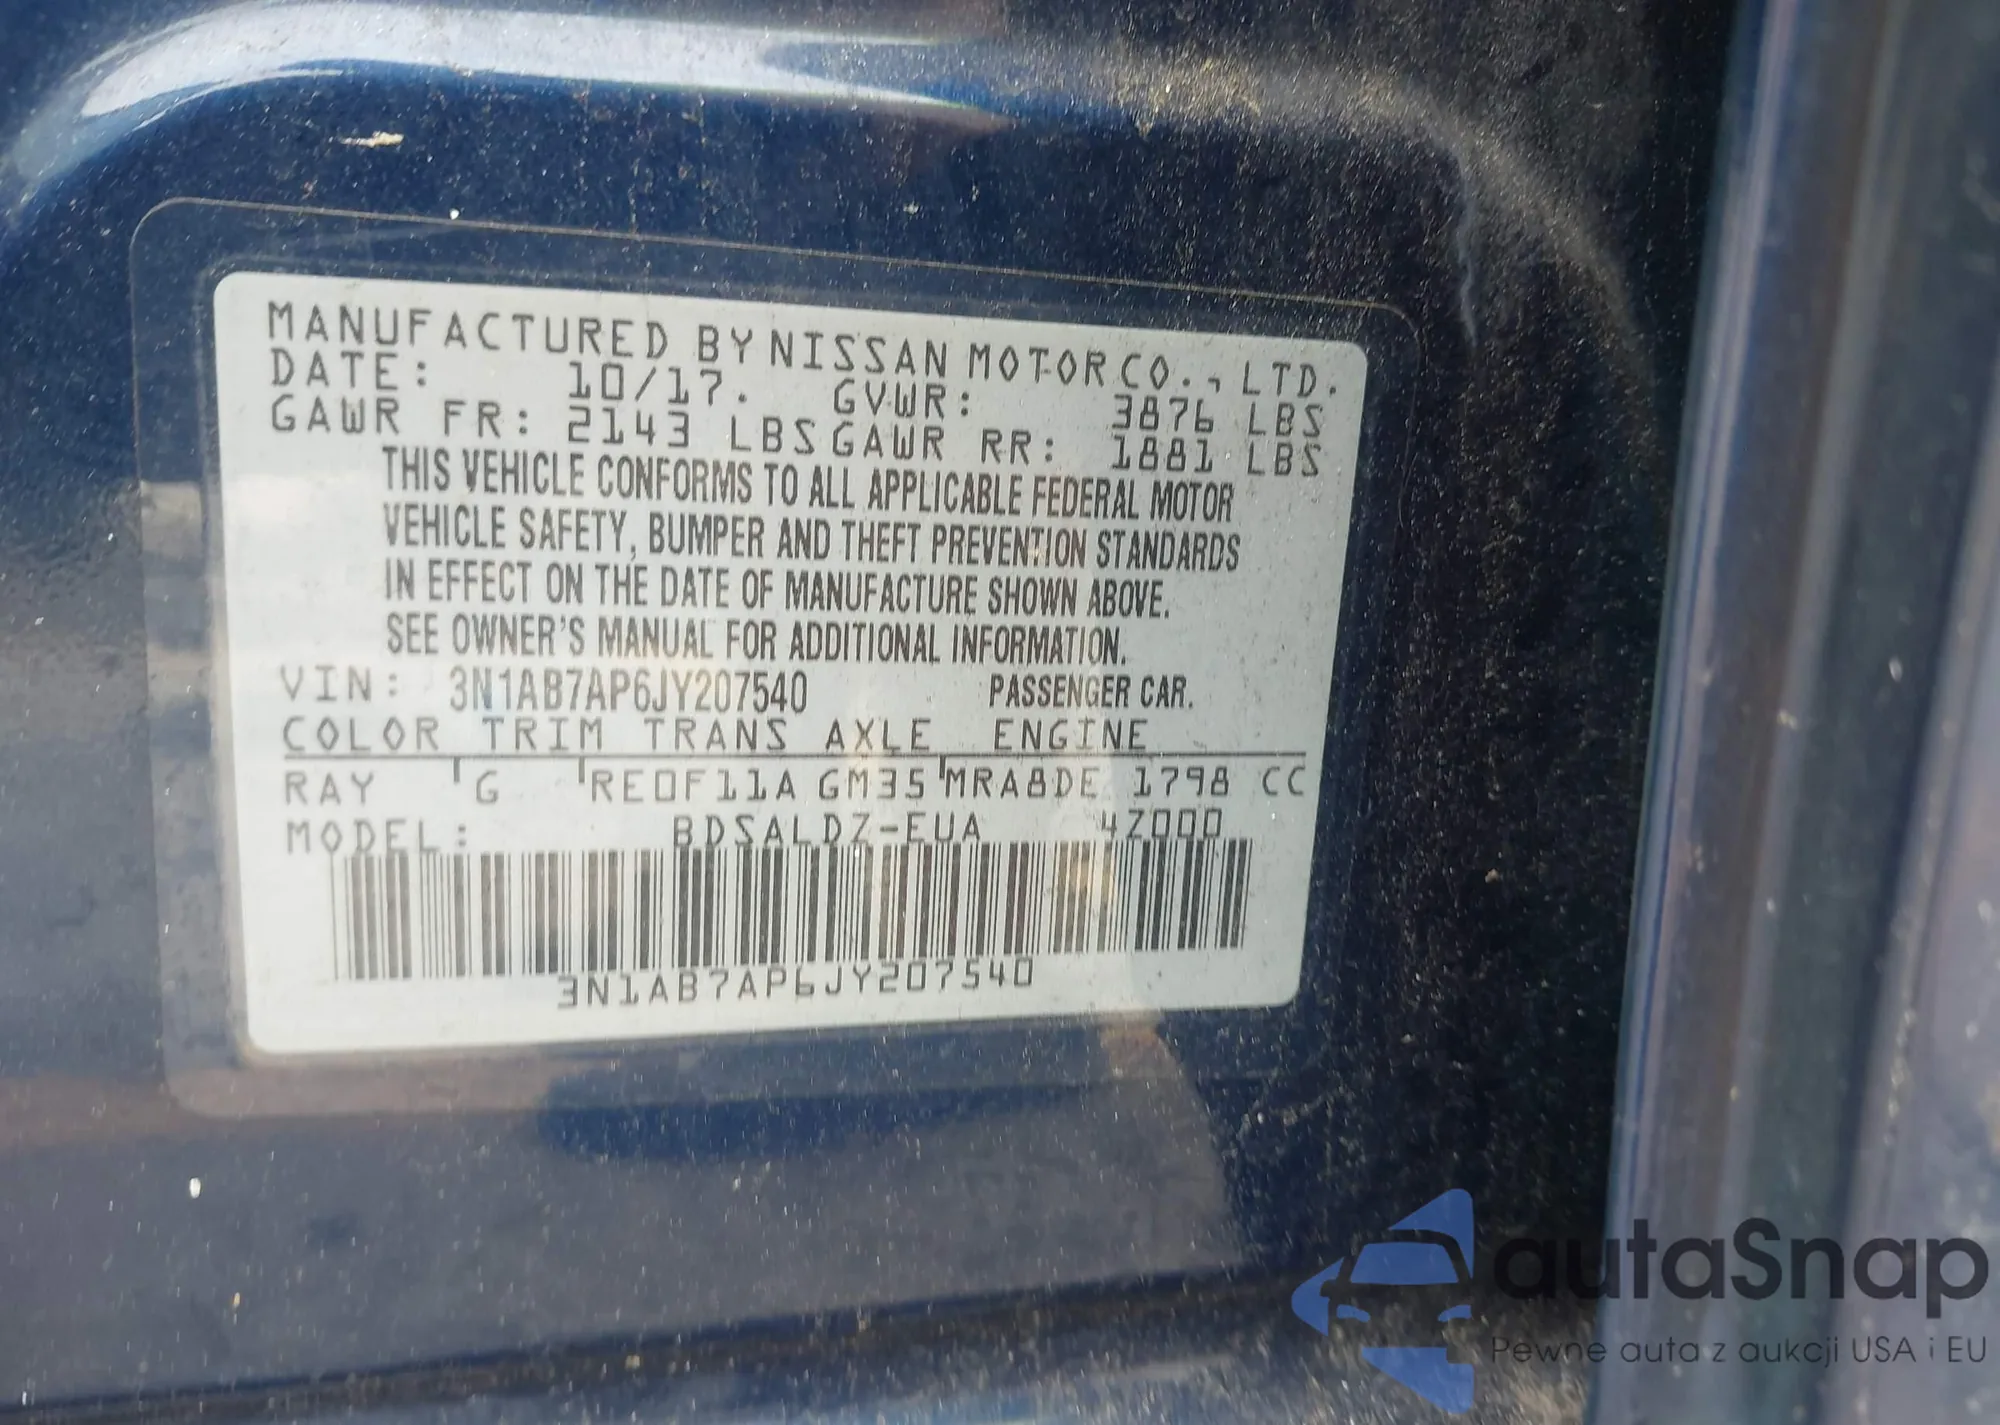 MANUFACTURED BY NISSAN MOTOR CO., LTD.
DATE: 10/17. GVWR: 3876 LBS
GAWR FR: 2143 LBS GAWR RR: 1881 LBS
THIS VEHICLE CONFORMS TO ALL APPLICABLE FEDERAL MOTOR
VEHICLE SAFETY, BUMPER AND THEFT PREVENTION STANDARDS
IN EFFECT ON THE DATE OF MANUFACTURE SHOWN ABOVE.
SEE OWNER'S MANUAL FOR ADDITIONAL INFORMATION.
VIN: 3N1AB7AP6JY207540 PASSENGER CAR.
COLOR TRIM TRANS AXLE ENGINE
RAY G RE0F11A GM35 MRA8DE 1798 CC
MODEL: BDSALDZ-EUA 4Z000
3N1AB7AP6JY207540
autaSnap
Pewne auta z aukcji USA i EU